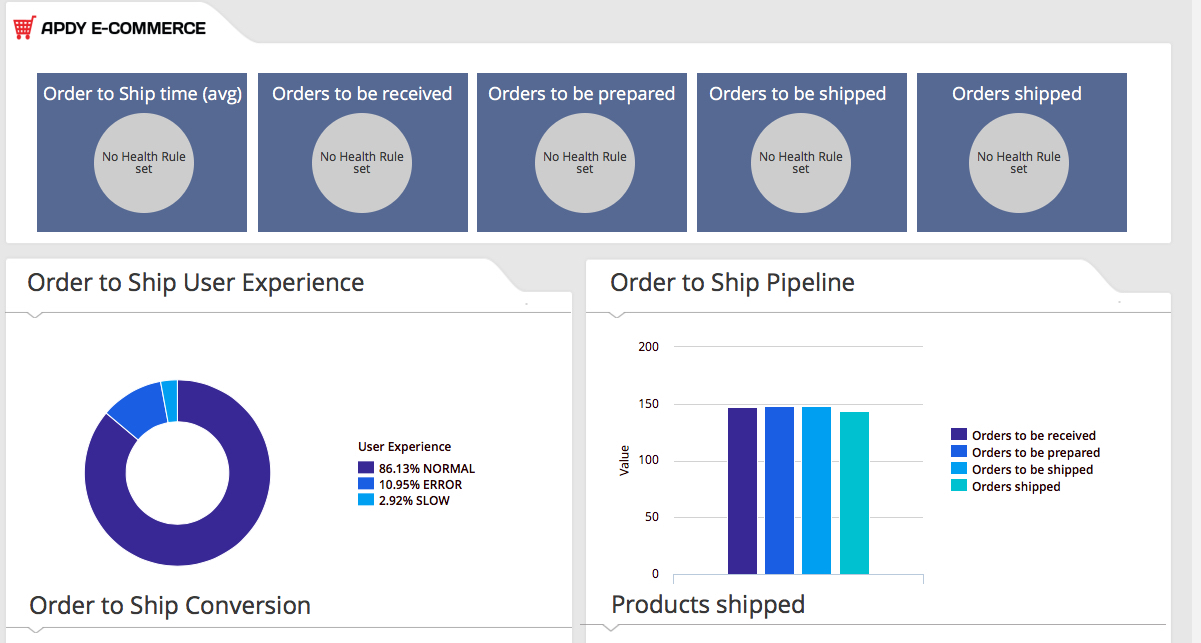 APDY E-COMMERCE
Order to Ship time (avg)
No Health Rule
set
Orders to be received
No Health Rule
set
Orders to be prepared
No Health Rule
set
Orders to be shipped
No Health Rule
set
Orders shipped
No Health Rule
set
Order to Ship User Experience
User Experience
86.13% NORMAL
10.95% ERROR
2.92% SLOW
Order to Ship Pipeline
200
150
100
50
0
Value
Orders to be received
Orders to be prepared
Orders to be shipped
Orders shipped
Order to Ship Conversion
Products shipped